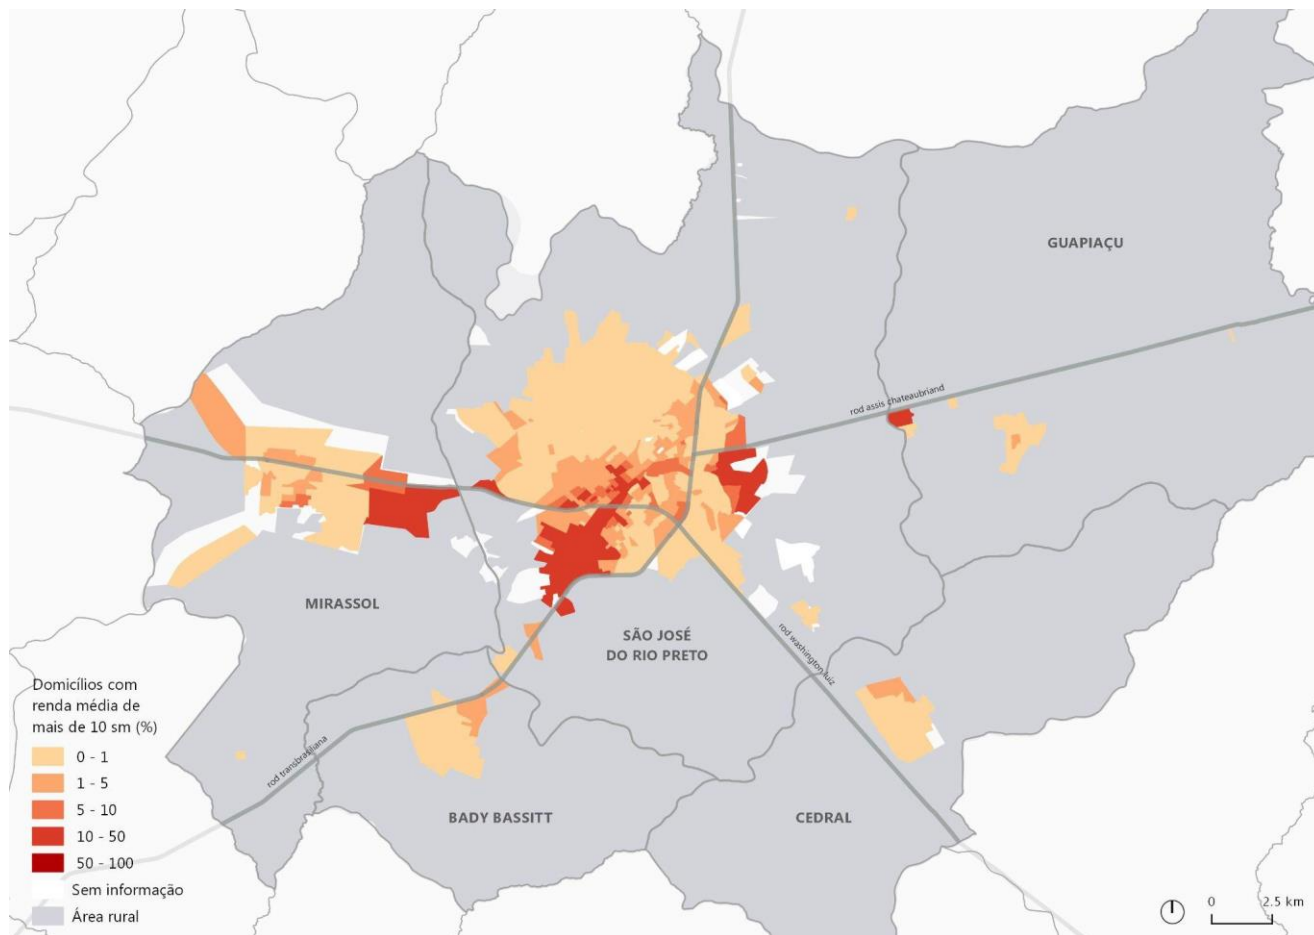 GUAPIAÇU
rod assis chateaubriand
MIRASSOL
SÃO JOSÉ
DO RIO PRETO
rod washington luiz
Domicílios com
renda média de
mais de 10 sm (%)
0 - 1
1 - 5
5 - 10
10 - 50
50 - 100
Sem informação
Área rural
rod transbrasiliana
BADY BASSITT
CEDRAL
0 2.5 km